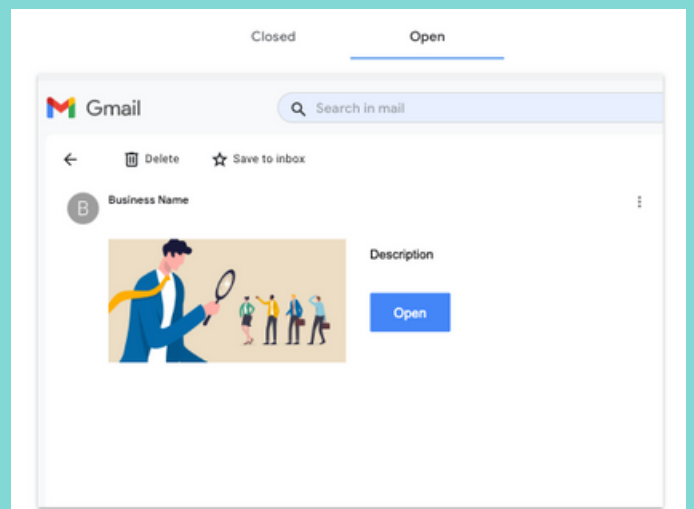 Closed Open
Gmail Search in mail
Delete Save to inbox
B Business Name
Description
Open